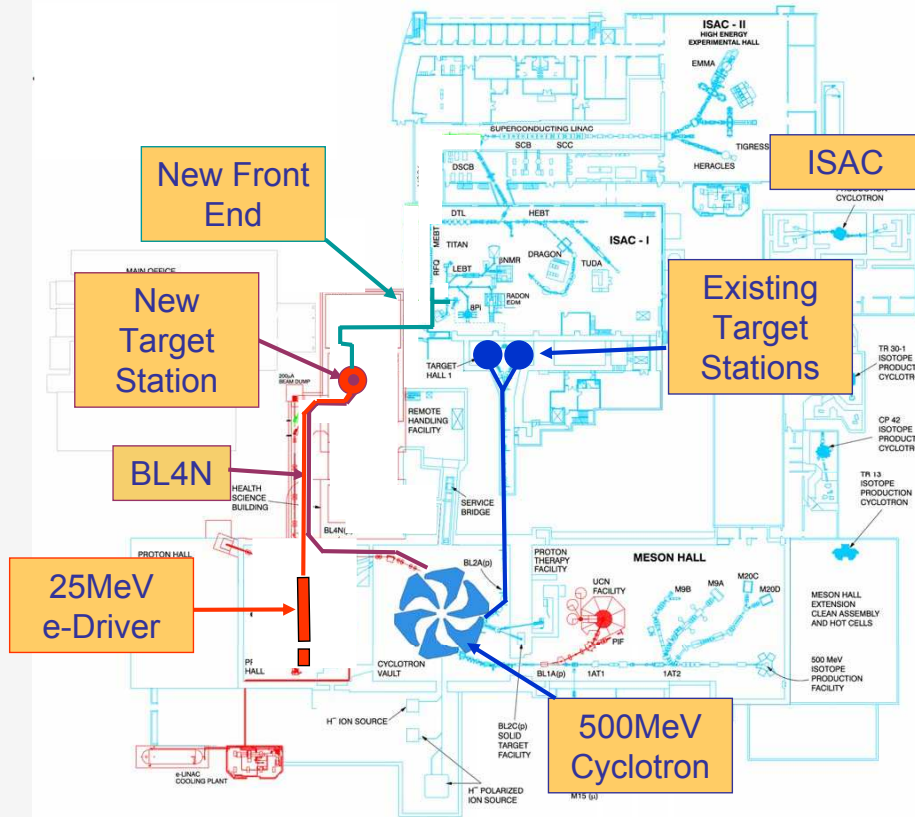 ISAC - II
HIGH ENERGY
EXPERIMENTAL HALL
EMMA
SUPERCONDUCTING LINAC
SCB
SCC
DSCB
TIGRESS
HERACLES
New Front
End
ISAC
PRODUCTION
CYCLOTRON
DTL
HEBT
MEBT
RFQ
TITAN
LEBT
βNMR
DRAGON
TUDA
ISAC - I
8Pi
RADON
EDM
MAIN OFFICE
New
Target
Station
Existing
Target
Stations
TARGET
HALL 1
TR 30-1
ISOTOPE
PRODUCT
CYCLOTRO
200µA
BEAM DUMP
REMOTE
HANDLING
FACILITY
CP 42
ISOTOPE
PRODUC
CYCLOTR
BL4N
HEALTH
SCIENCE
BUILDING
BL4N
SERVICE
BRIDGE
TR 13
ISOTOPE
PRODUCTION
CYCLOTRON
PROTON HALL
BL2A(p)
PROTON
THERAPY
FACILITY
MESON HALL
UCN
FACILITY
M9B
M9A
M20C
M20D
25MeV
e-Driver
MESON HALL
EXTENSION
CLEAN ASSEMBLY
AND HOT CELLS
PIF
HALL
CYCLOTRON
VAULT
BL1A(p)
1AT1
1AT2
500 MeV
ISOTOPE
PRODUCTION
FACILITY
H⁻ ION SOURCE
BL2C(p)
SOLID
TARGET
FACILITY
500MeV
Cyclotron
e-LINAC
COOLING PLANT
H⁻ POLARIZED
ION SOURCE
M15 (µ)